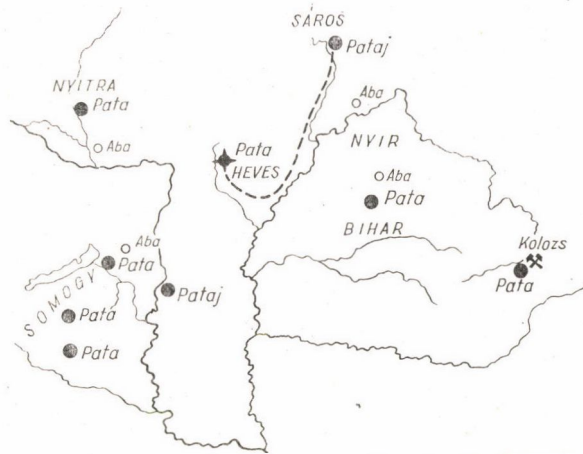 SÁROS
Pataj
NYITRA
Pata
Aba
Aba
NYIR
Pata
HEVES
Aba
Pata
BIHAR
Aba
Pata
Kolozs
Pata
SOMOGY
Pataj
Pata
Pata